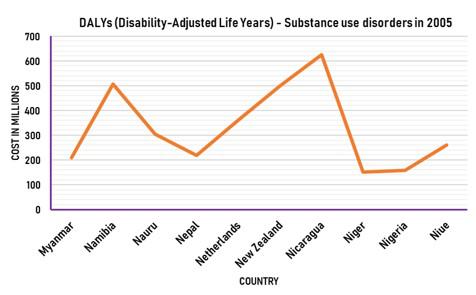 DALYs (Disability-Adjusted Life Years) - Substance use disorders in 2005
700
600
500
400
300
200
100
0
COST IN MILLIONS
Myanmar
Namibia
Nauru
Nepal
Netherlands
New Zealand
Nicaragua
Niger
Nigeria
Niue
COUNTRY